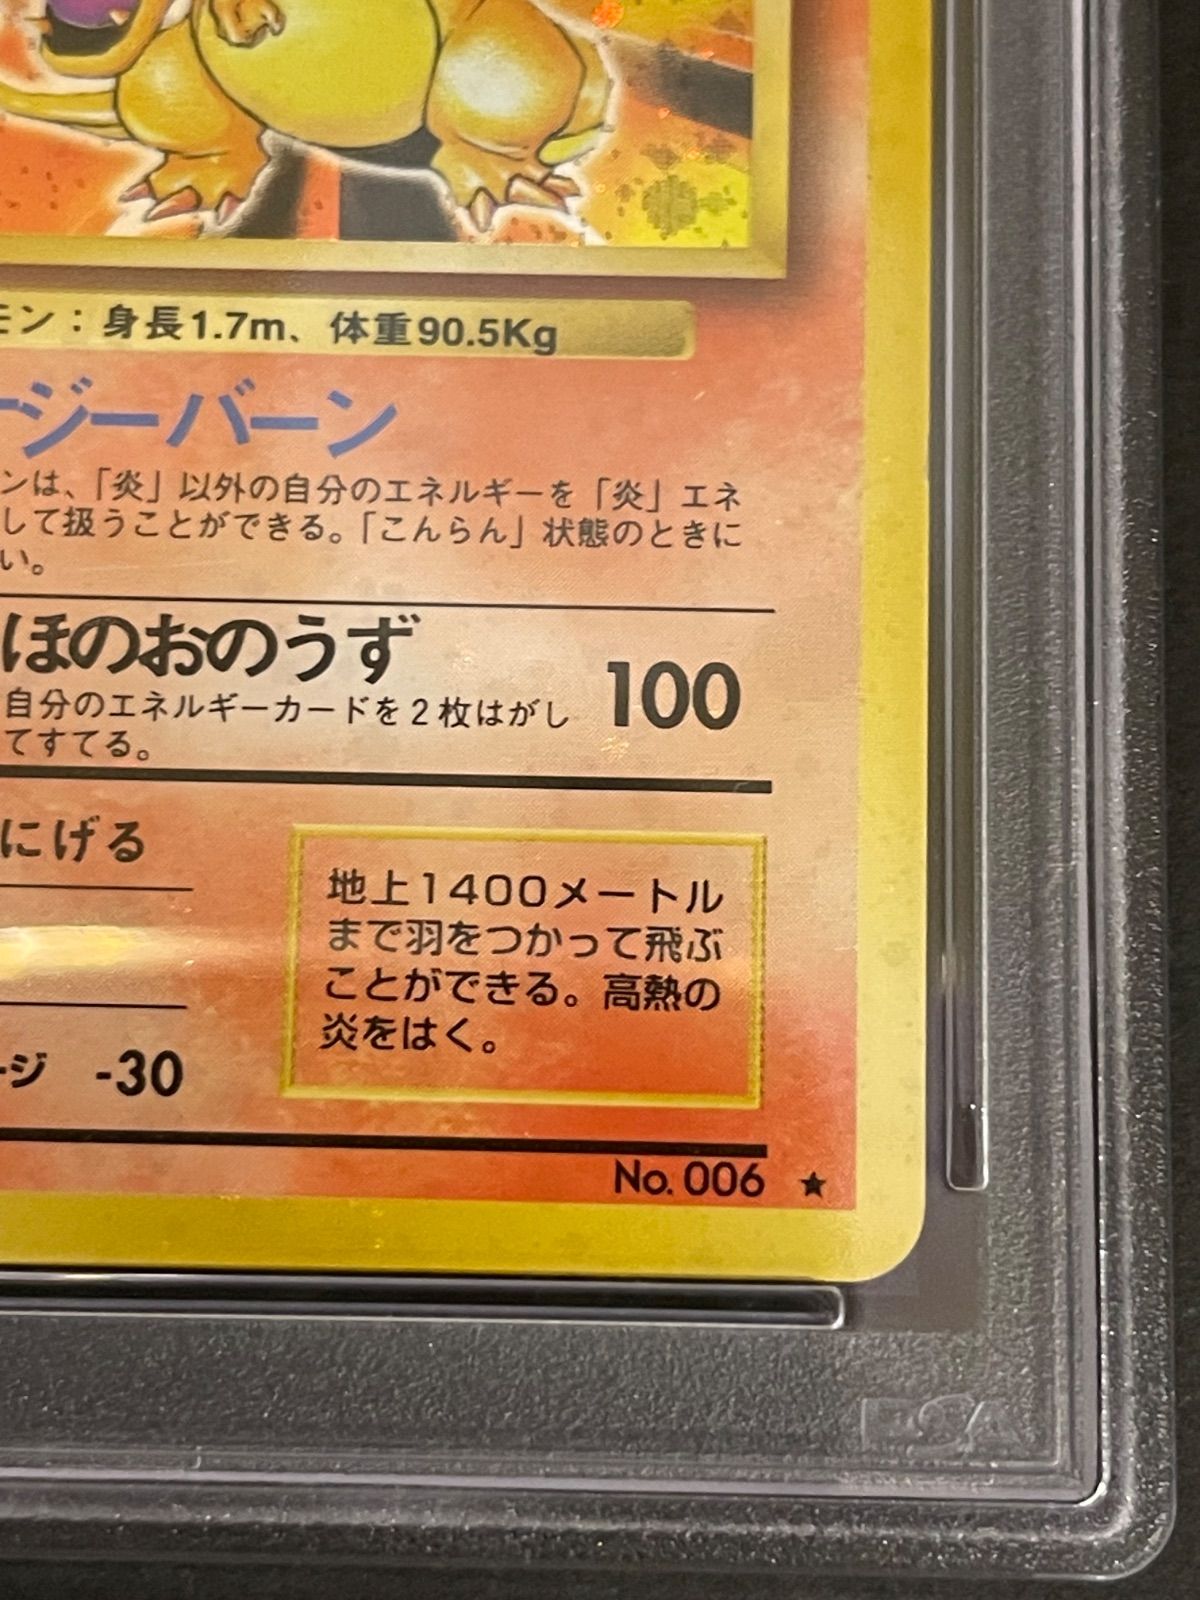 モン：身長1.7m、体重90.5Kg
ージーバーン
ンは、「炎」以外の自分のエネルギーを「炎」エネ
して扱うことができる。「こんらん」状態のときに
い。
ほのおのうず
100
自分のエネルギーカードを2枚はがし
てすてる。
にげる
地上1400メートル
まで羽をつかって飛ぶ
ことができる。高熱の
炎をはく。
ージ -30
No. 006 ★
PSA